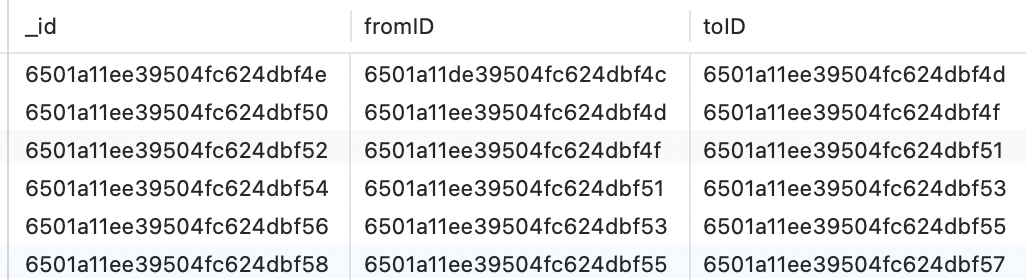 _id fromID toID
6501a11ee39504fc624dbf4e 6501a11de39504fc624dbf4c 6501a11ee39504fc624dbf4d
6501a11ee39504fc624dbf50 6501a11ee39504fc624dbf4d 6501a11ee39504fc624dbf4f
6501a11ee39504fc624dbf52 6501a11ee39504fc624dbf4f 6501a11ee39504fc624dbf51
6501a11ee39504fc624dbf54 6501a11ee39504fc624dbf51 6501a11ee39504fc624dbf53
6501a11ee39504fc624dbf56 6501a11ee39504fc624dbf53 6501a11ee39504fc624dbf55
6501a11ee39504fc624dbf58 6501a11ee39504fc624dbf55 6501a11ee39504fc624dbf57